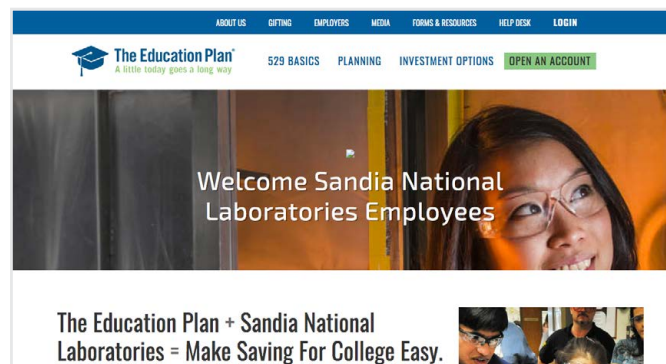 ABOUT US GIFTING EMPLOYERS MEDIA FORMS & RESOURCES HELP DESK LOGIN
The Education Plan®
A little today goes a long way
529 BASICS PLANNING INVESTMENT OPTIONS OPEN AN ACCOUNT
Welcome Sandia National
Laboratories Employees
The Education Plan + Sandia National
Laboratories = Make Saving For College Easy.